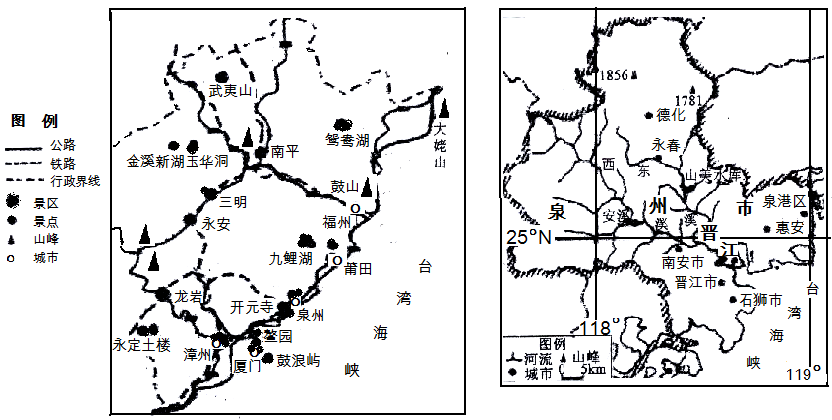 图 例
公路
铁路
行政界线
景区
景点
山峰
城市
武夷山
鸳鸯湖
大姥山
金溪新湖
玉华洞
南平
三明
鼓山
永安
福州
九鲤湖
莆田
台湾海峡
龙岩
开元寺
泉州
永定土楼
鳌园
漳州
厦门
鼓浪屿
1856
1781
德化
永春
西
东
山美水库
泉州市
泉港区
安溪
溪
溪
惠安
25°N
晋江
南安市
晋江市
石狮市
台湾海峡
118°
119°
图例
河流
山峰
城市
5km